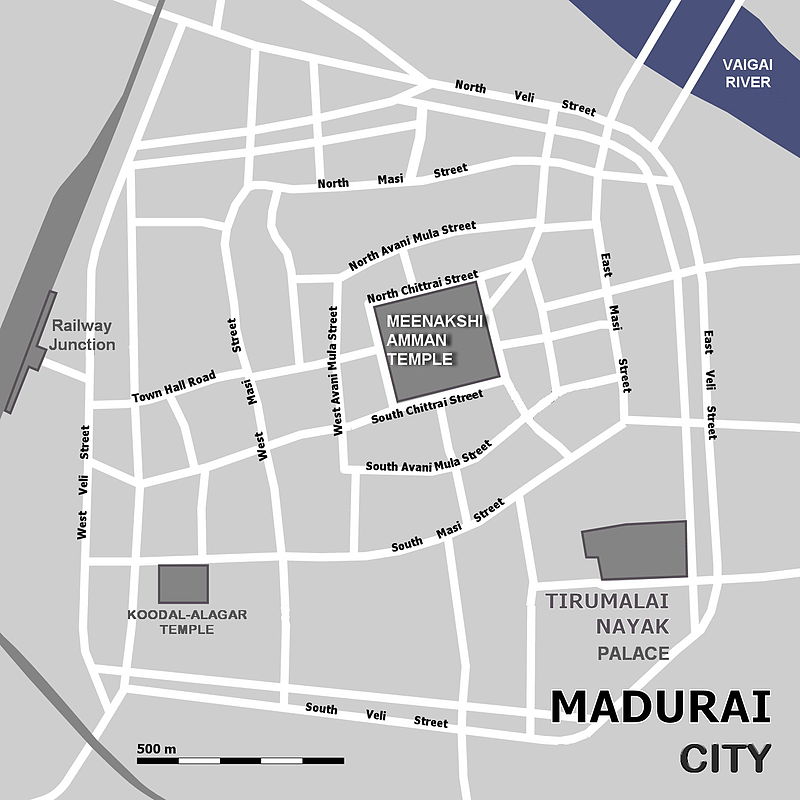 VAIGAI
RIVER
North Veli Street
North Masi Street
North Avani Mula Street
North Chittrai Street
East Masi Street
MEENAKSHI
AMMAN
TEMPLE
Railway
Junction
West Avani Mula Street
West Masi Street
Town Hall Road
East Veli Street
South Chittrai Street
West Veli Street
South Avani Mula Street
South Masi Street
KOODAL-ALAGAR
TEMPLE
TIRUMALAI
NAYAK
PALACE
South Veli Street
MADURAI
CITY
500 m